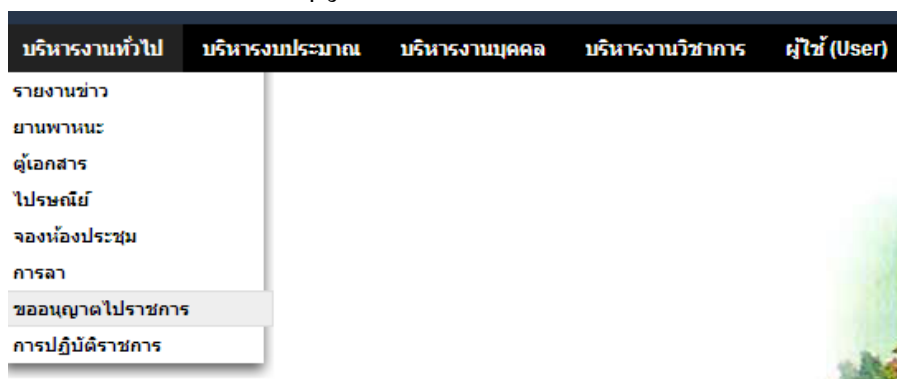 บริหารงานทั่วไป บริหารงบประมาณ บริหารงานบุคคล บริหารงานวิชาการ ผู้ใช้ (User)
รายงานข่าว
ยานพาหนะ
ตู้เอกสาร
ไปรษณีย์
จองห้องประชุม
การลา
ขออนุญาตไปราชการ
การปฏิบัติราชการ